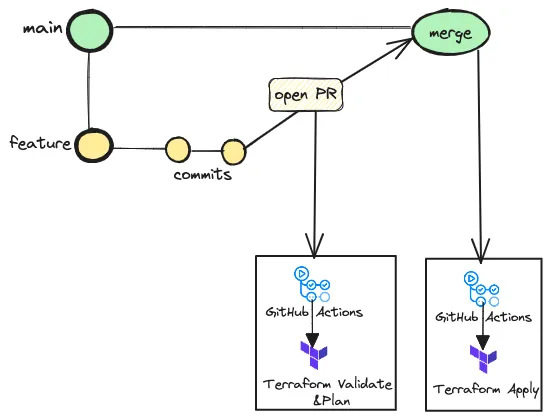 main
merge
open PR
feature
commits
GitHub Actions
Terraform Validate
&Plan
GitHub Actions
Terraform Apply